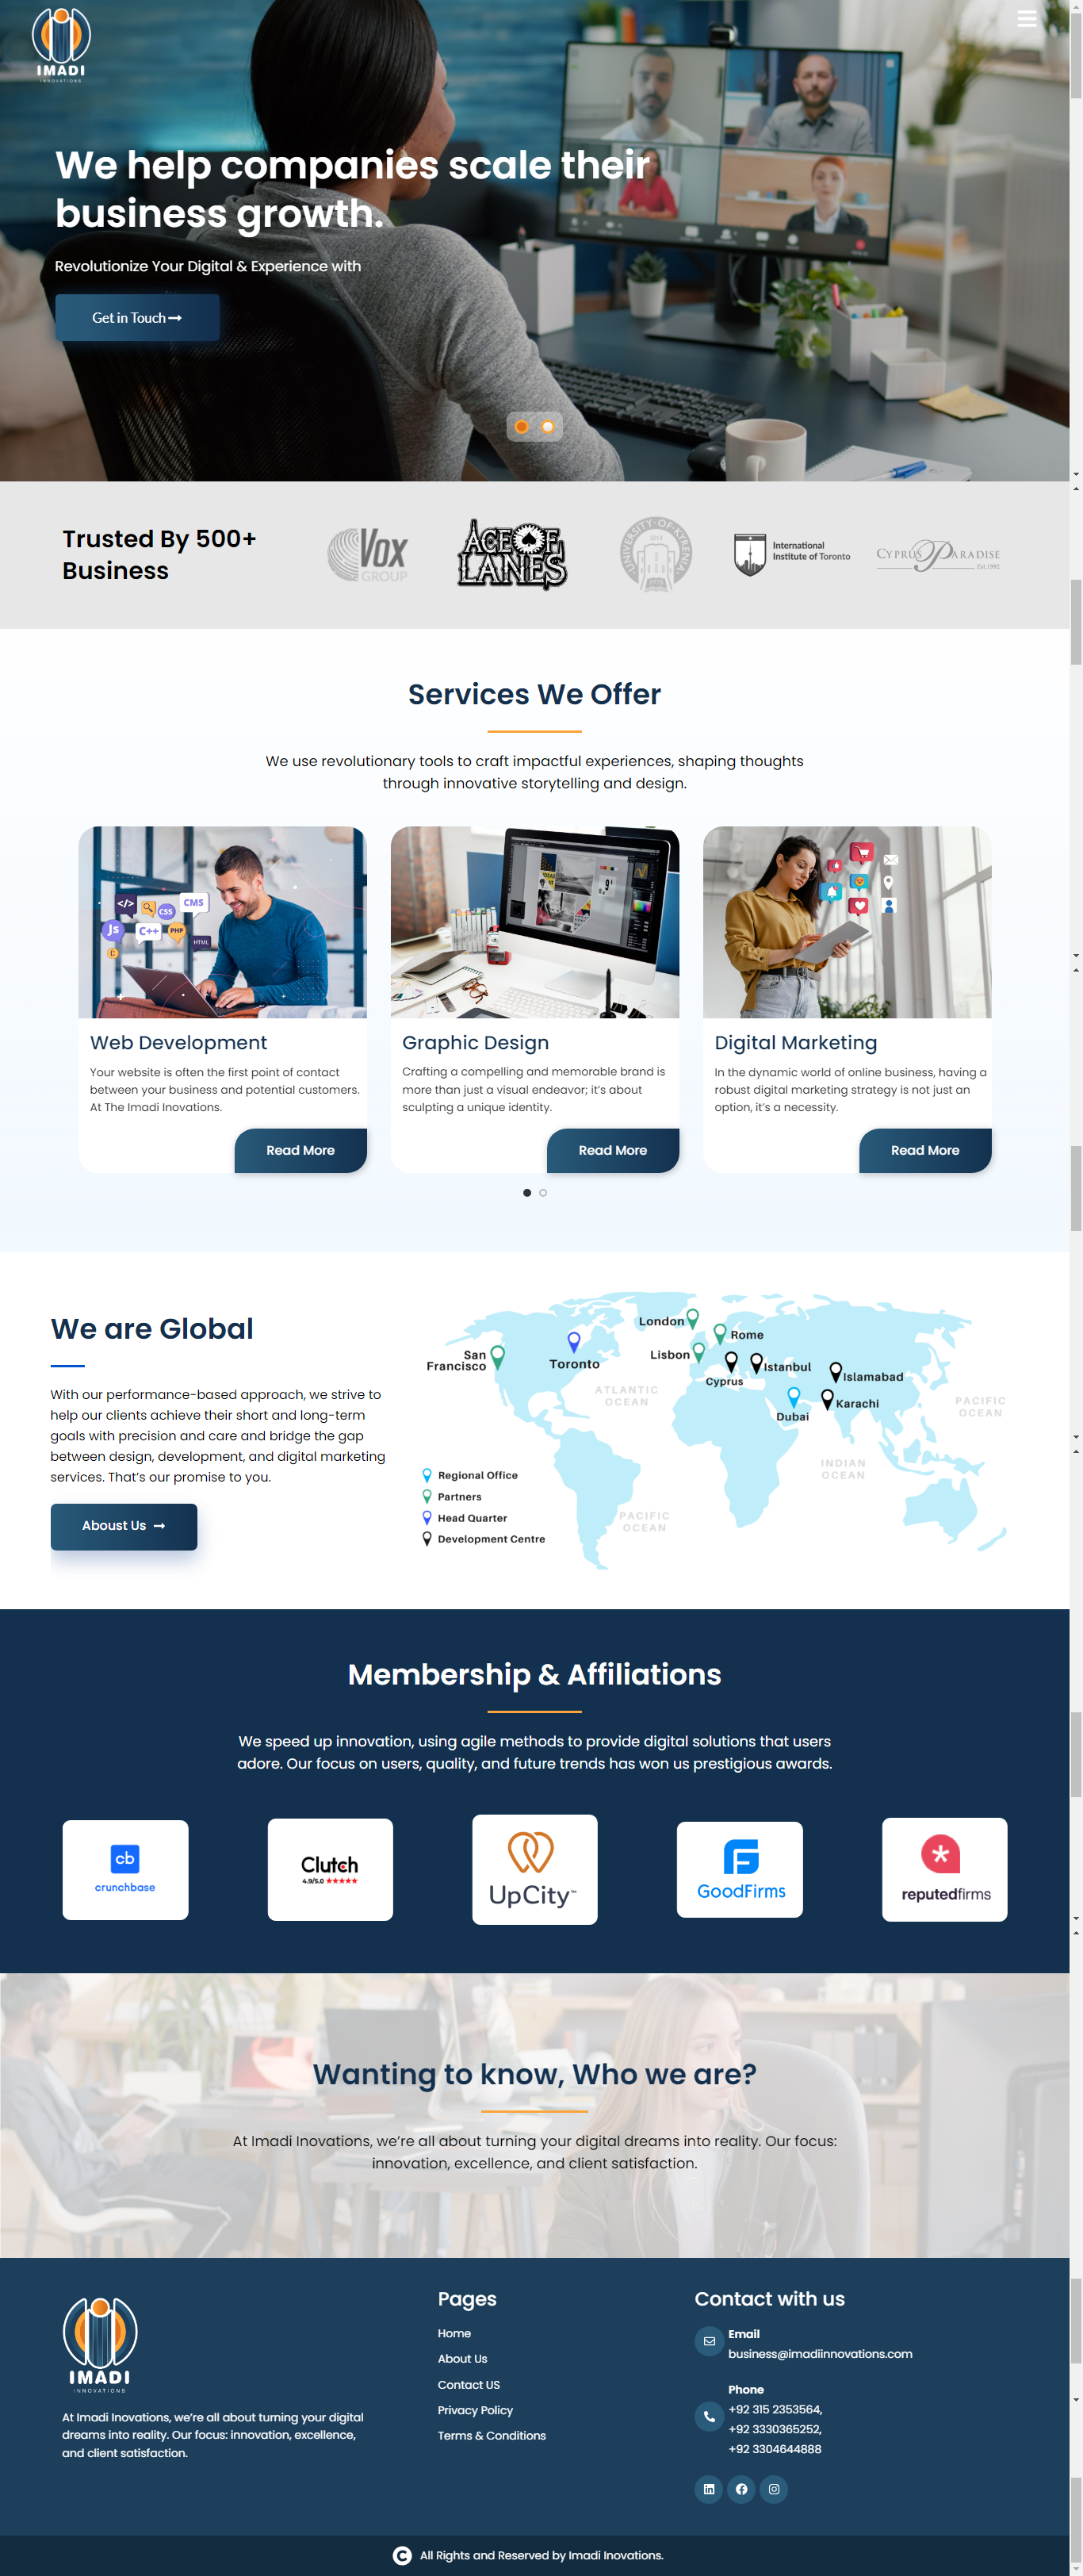 IMADI
INNOVATIONS
We help companies scale their
business growth.
Revolutionize Your Digital & Experience with
Get in Touch
Trusted By 500+
Business
Vox
GROUP
ACE OF
LANES
UNIVERSITY·OF·KYRENIA
2013
International
Institute of Toronto
CYPRUS PARADISE
Est.1992
Services We Offer
We use revolutionary tools to craft impactful experiences, shaping thoughts
through innovative storytelling and design.
</>
CSS
CMS
Js
C++
PHP
HTML
Web Development
Your website is often the first point of contact
between your business and potential customers.
At The Imadi Inovations.
Read More
Graphic Design
Crafting a compelling and memorable brand is
more than just a visual endeavor; it's about
sculpting a unique identity.
Read More
Digital Marketing
In the dynamic world of online business, having a
robust digital marketing strategy is not just an
option, it's a necessity.
Read More
We are Global
With our performance-based approach, we strive to
help our clients achieve their short and long-term
goals with precision and care and bridge the gap
between design, development, and digital marketing
services. That's our promise to you.
Aboust Us
London
Rome
San
Francisco
Toronto
Lisbon
Cyprus
Istanbul
Islamabad
Karachi
Dubai
ATLANTIC
OCEAN
PACIFIC
OCEAN
INDIAN
OCEAN
PACIFIC
OCEAN
Regional Office
Partners
Head Quarter
Development Centre
Membership & Affiliations
We speed up innovation, using agile methods to provide digital solutions that users
adore. Our focus on users, quality, and future trends has won us prestigious awards.
cb
crunchbase
Clutch
4.9/5.0 ★★★★★
UpCity™
GoodFirms
reputedfirms
Wanting to know, Who we are?
At Imadi Inovations, we're all about turning your digital dreams into reality. Our focus:
innovation, excellence, and client satisfaction.
IMADI
INNOVATIONS
At Imadi Inovations, we're all about turning your digital
dreams into reality. Our focus: innovation, excellence,
and client satisfaction.
Pages
Home
About Us
Contact US
Privacy Policy
Terms & Conditions
Contact with us
Email
business@imadiinnovations.com
Phone
+92 315 2353564,
+92 3330365252,
+92 3304644888
All Rights and Reserved by Imadi Inovations.